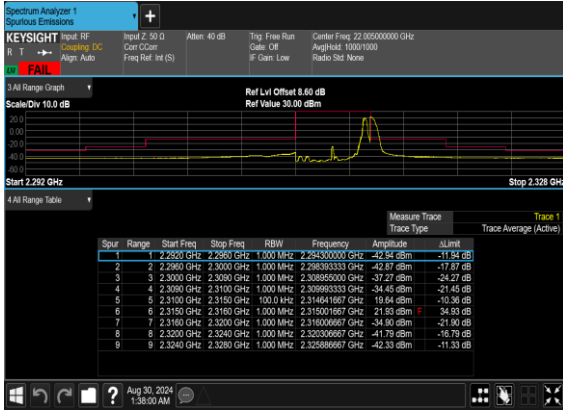 Spectrum Analyzer 1
Spurious Emissions
KEYSIGHT Input: RF Input Z: 50 Ω Atten: 40 dB Trig: Free Run Center Freq: 22.005000000 GHz
R T Coupling: DC Corr CCorr Gate: Off Avg|Hold: 1000/1000
Align: Auto Freq Ref: Int (S) IF Gain: Low Radio Std: None
FAIL
3 All Range Graph
Ref Lvl Offset 8.60 dB
Scale/Div 10.0 dB Ref Value 30.00 dBm
20.0
0.00
-20.0
-40.0
-60.0
Start 2.292 GHz Stop 2.328 GHz
4 All Range Table
Measure Trace Trace 1
Trace Type Trace Average (Active)
Spur Range Start Freq Stop Freq RBW Frequency Amplitude ΔLimit
1 1 2.2920 GHz 2.2960 GHz 1.000 MHz 2.294300000 GHz -42.94 dBm -11.94 dB
2 2 2.2960 GHz 2.3000 GHz 1.000 MHz 2.298393333 GHz -42.87 dBm -17.87 dB
3 3 2.3000 GHz 2.3090 GHz 1.000 MHz 2.308955000 GHz -37.27 dBm -24.27 dB
4 4 2.3090 GHz 2.3100 GHz 1.000 MHz 2.309993333 GHz -34.45 dBm -21.45 dB
5 5 2.3100 GHz 2.3150 GHz 100.0 kHz 2.314641667 GHz 19.64 dBm -10.36 dB
6 6 2.3150 GHz 2.3160 GHz 1.000 MHz 2.315001667 GHz 21.93 dBm F 34.93 dB
7 7 2.3160 GHz 2.3200 GHz 1.000 MHz 2.316006667 GHz -34.90 dBm -21.90 dB
8 8 2.3200 GHz 2.3240 GHz 1.000 MHz 2.320306667 GHz -41.79 dBm -16.79 dB
9 9 2.3240 GHz 2.3280 GHz 1.000 MHz 2.325886667 GHz -42.33 dBm -11.33 dB
Aug 30, 2024
1:38:00 AM